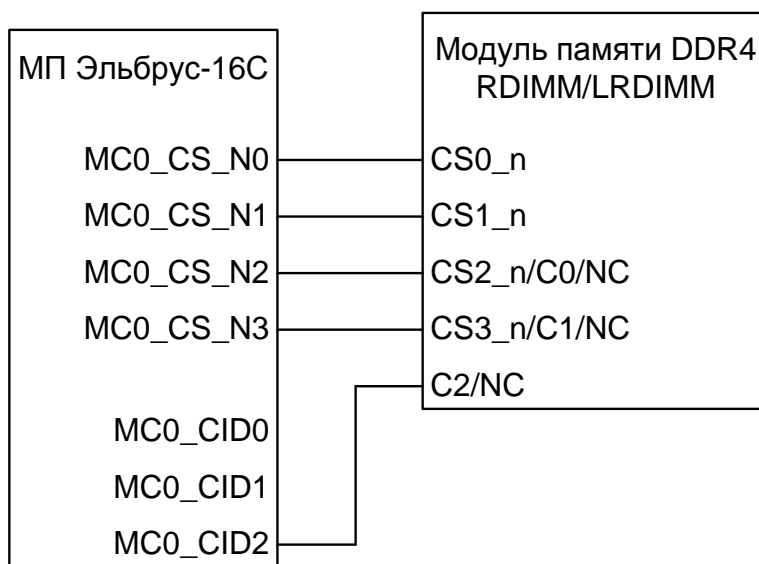 МП Эльбрус-16С
MC0_CS_N0
MC0_CS_N1
MC0_CS_N2
MC0_CS_N3
MC0_CID0
MC0_CID1
MC0_CID2
Модуль памяти DDR4
RDIMM/LRDIMM
CS0_n
CS1_n
CS2_n/C0/NC
CS3_n/C1/NC
C2/NC